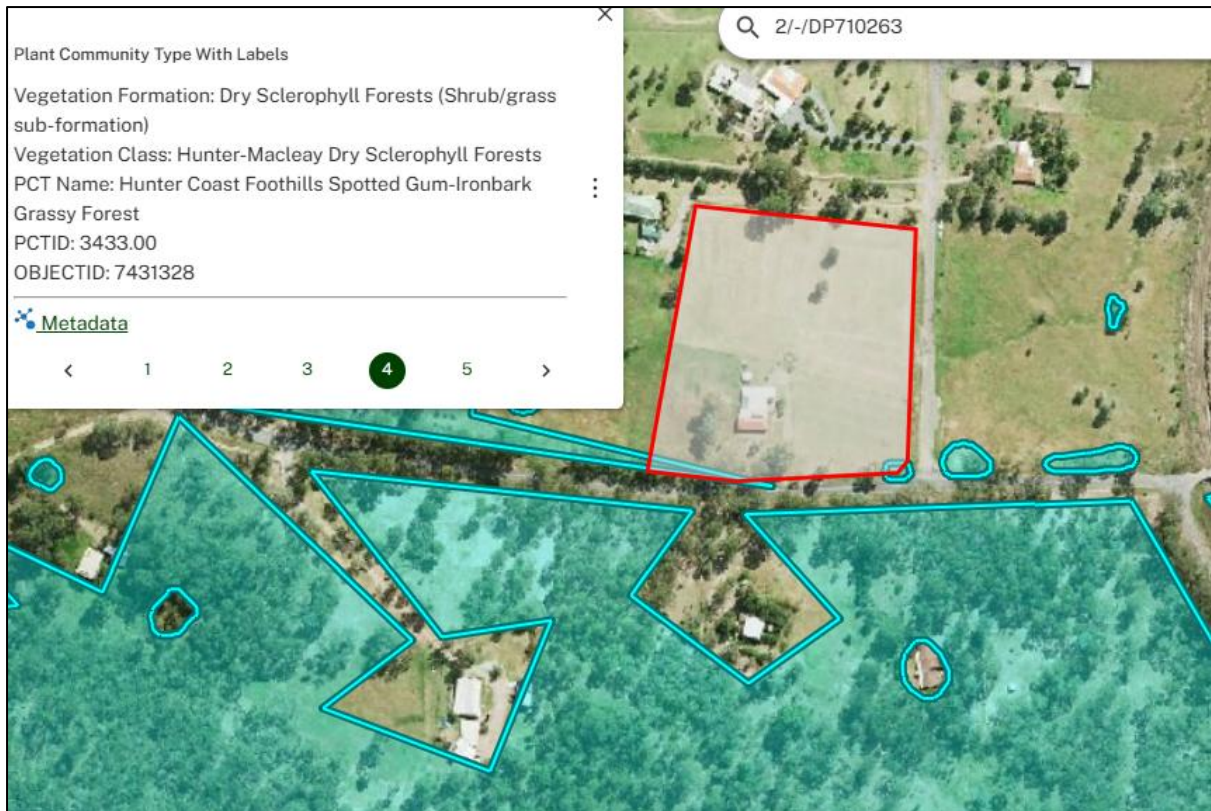 2/-/DP710263
Plant Community Type With Labels
Vegetation Formation: Dry Sclerophyll Forests (Shrub/grass
sub-formation)
Vegetation Class: Hunter-Macleay Dry Sclerophyll Forests
PCT Name: Hunter Coast Foothills Spotted Gum-Ironbark
Grassy Forest
PCTID: 3433.00
OBJECTID: 7431328
Metadata
1 2 3 4 5